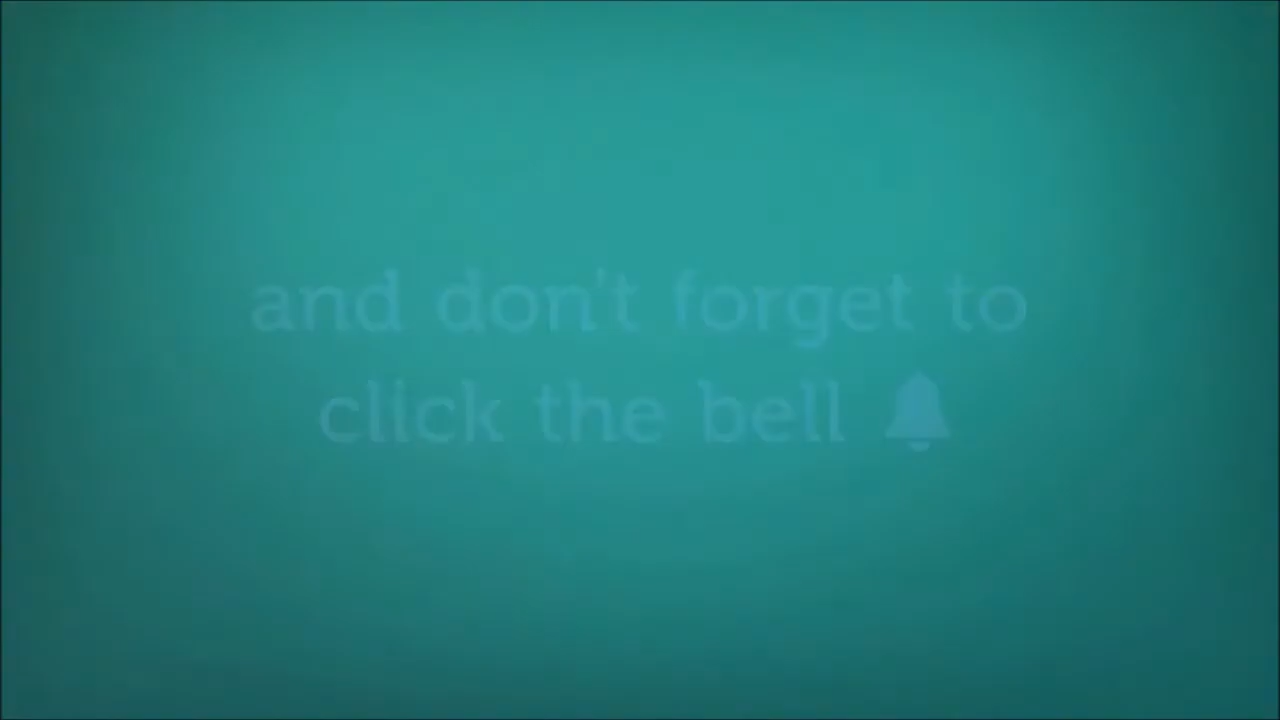 and don't forget to
click the bell 🔔